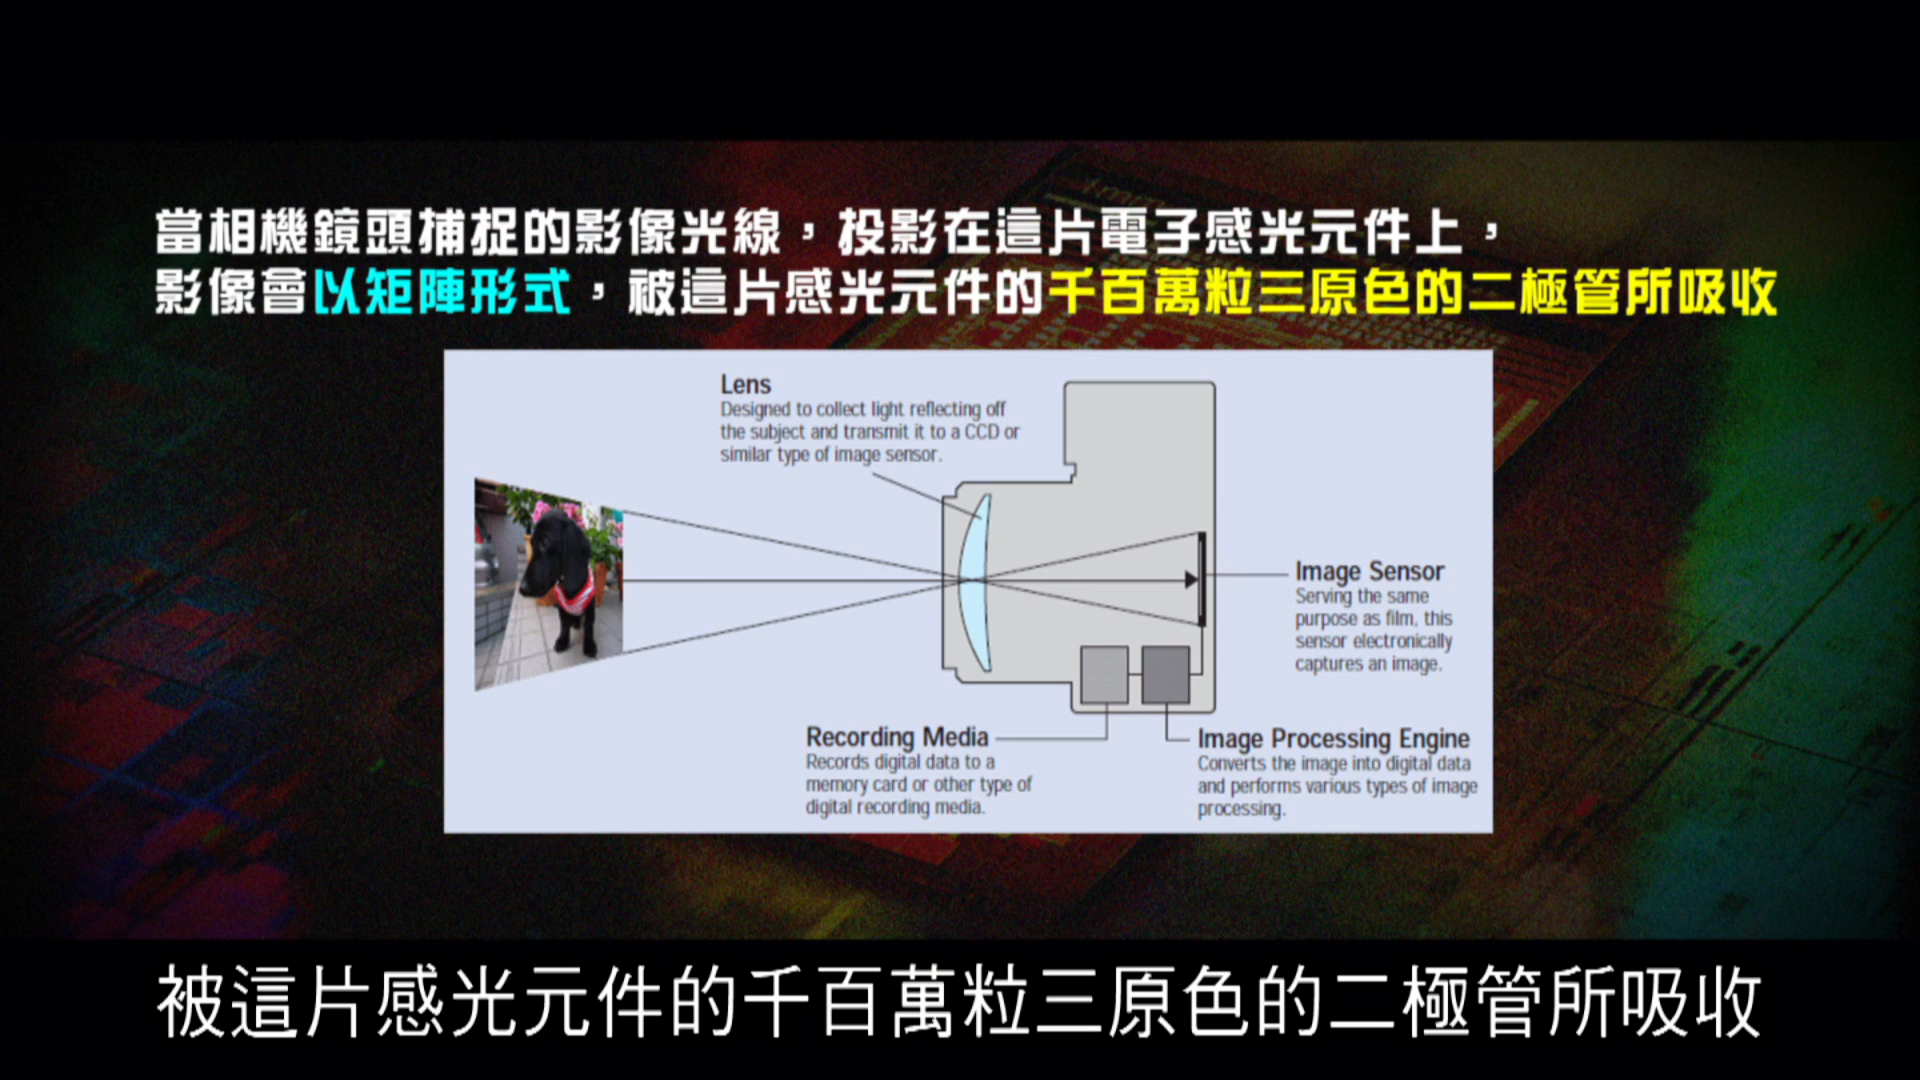 當相機鏡頭捕捉的影像光線，投影在這片電子感光元件上，
影像會以矩陣形式，被這片感光元件的千百萬粒三原色的二極管所吸收
Lens
Designed to collect light reflecting off
the subject and transmit it to a CCD or
similar type of image sensor.
Image Sensor
Serving the same
purpose as film, this
sensor electronically
captures an image.
Recording Media
Records digital data to a
memory card or other type of
digital recording media.
Image Processing Engine
Converts the image into digital data
and performs various types of image
processing.
被這片感光元件的千百萬粒三原色的二極管所吸收